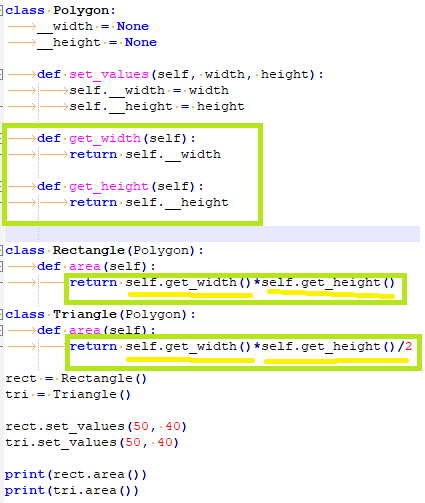 class Polygon:
__width = None
__height = None
def set_values(self, width, height):
self.__width = width
self.__height = height
def get_width(self):
return self.__width
def get_height(self):
return self.__height
class Rectangle(Polygon):
def area(self):
return self.get_width()*self.get_height()
class Triangle(Polygon):
def area(self):
return self.get_width()*self.get_height()/2
rect = Rectangle()
tri = Triangle()
rect.set_values(50, 40)
tri.set_values(50, 40)
print(rect.area())
print(tri.area())